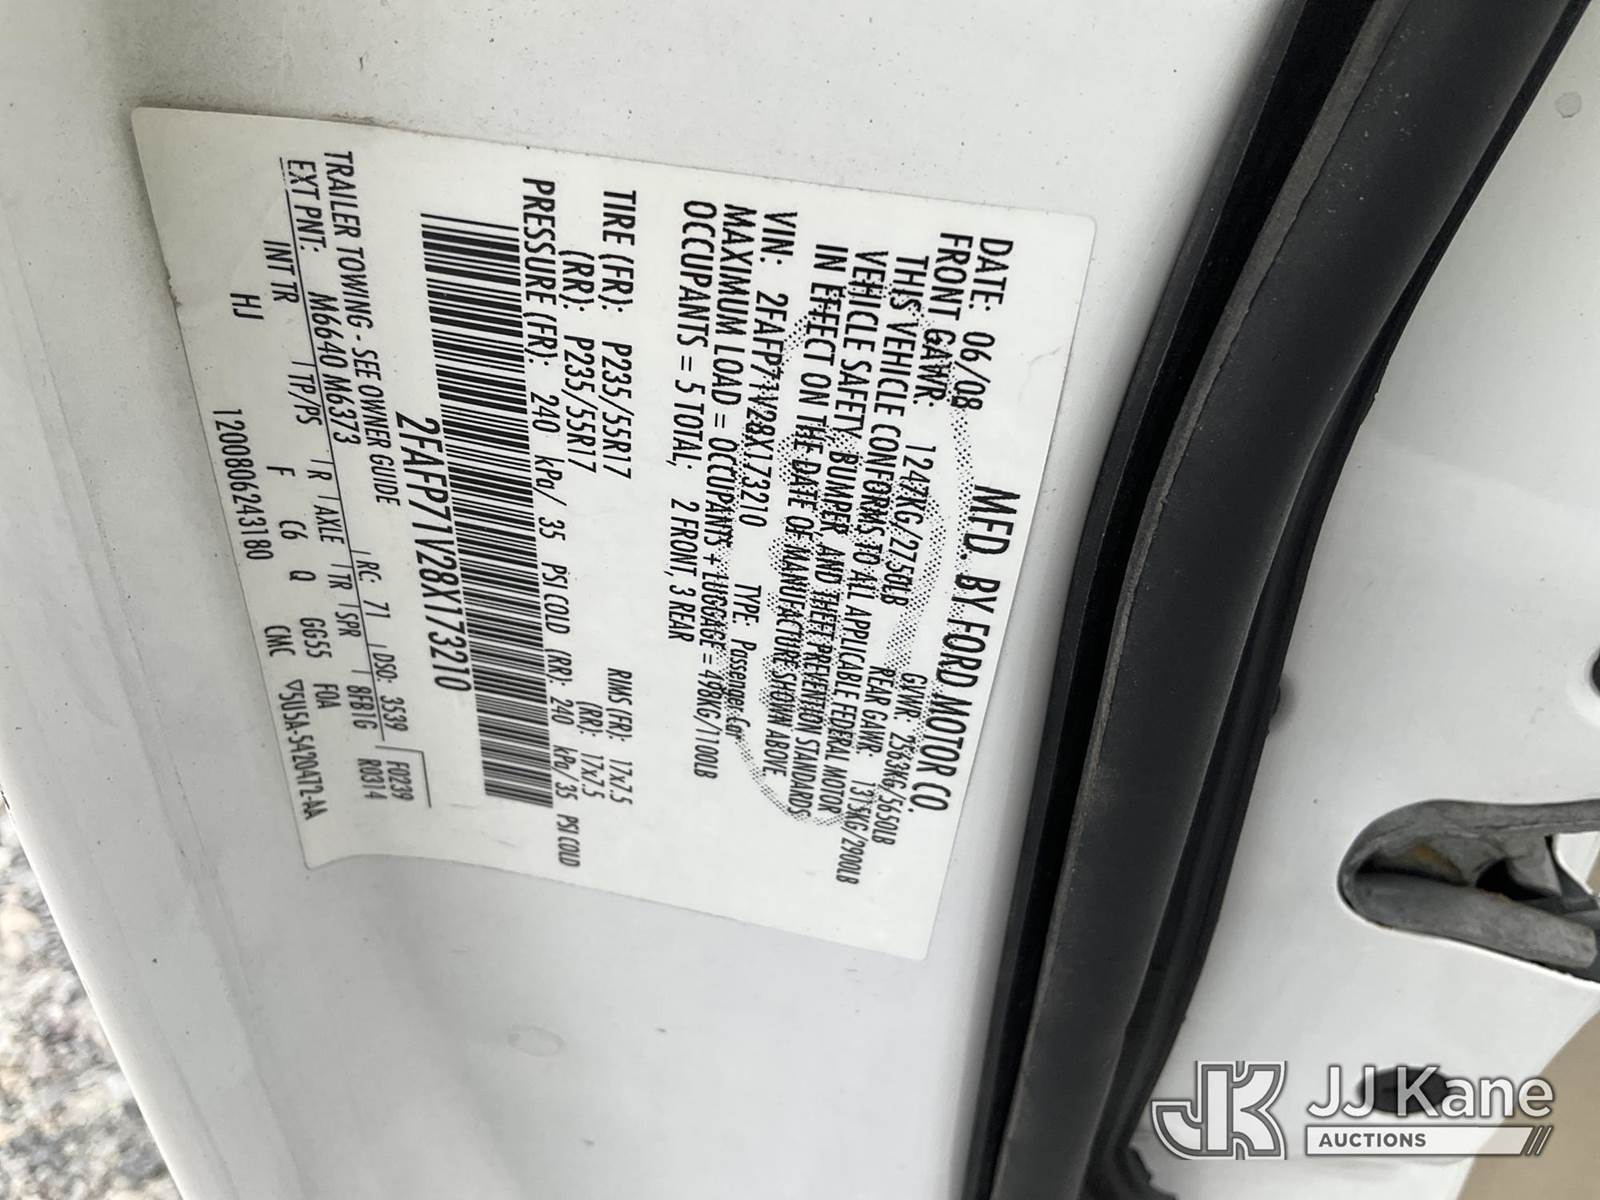 MFD. BY FORD MOTOR CO.
DATE: 06/08 GVWR: 2563KG/5650LB
FRONT GAWR: 1247KG/2750LB REAR GAWR: 1315KG/2900LB
THIS VEHICLE CONFORMS TO ALL APPLICABLE FEDERAL MOTOR
VEHICLE SAFETY, BUMPER, AND THEFT PREVENTION STANDARDS
IN EFFECT ON THE DATE OF MANUFACTURE SHOWN ABOVE.
VIN: 2FAFP71V28X173210 TYPE: Passenger Car
MAXIMUM LOAD = OCCUPANTS + LUGGAGE = 498KG/1100LB
OCCUPANTS = 5 TOTAL; 2 FRONT, 3 REAR
TIRE (FR): P235/55R17 RIMS (FR): 17x7.5
(RR): P235/55R17 (RR): 17x7.5
PRESSURE (FR): 240 kPa/ 35 PSI COLD (RR): 240 kPa/35 PSI COLD
2FAFP71V28X173210
TRAILER TOWING - SEE OWNER GUIDE F0239
EXT PNT: M6640 M6373 RC: 71 DSO: 3539 R0314
INT TR TP/PS R AXLE TR SPR BB1G
HJ F C6 Q GG55 FOA
1200806243180 CMC 5U5A-5420472-AA
JK JJ Kane
AUCTIONS